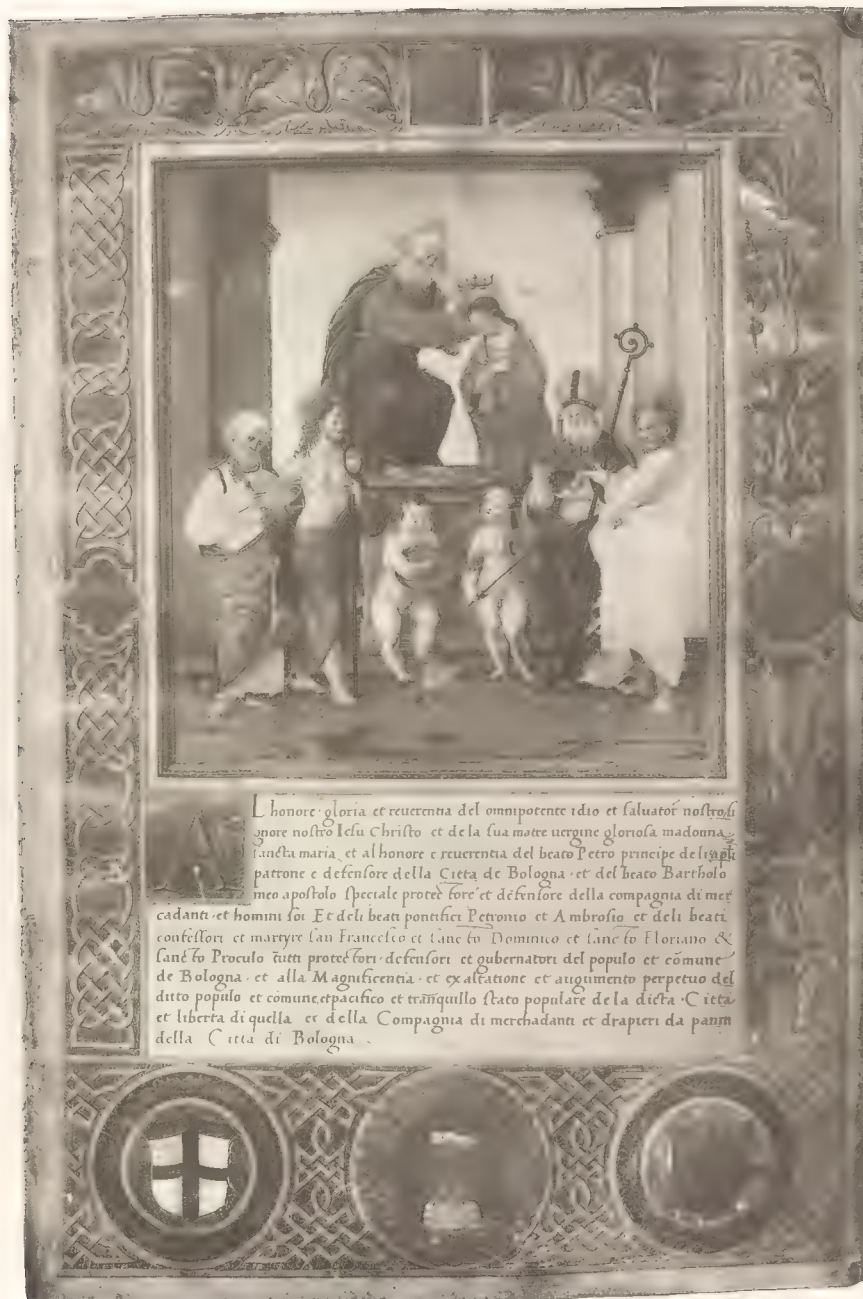 AL honore · gloria et reuerentia del omnipotente idio et saluator nostro si
gnore nostro Iesu Christo et de la sua matre uergine gloriosa madonna
sancta maria et al honore e reuerentia del beato Petro principe de li
patrone e defensore della Citta de Bologna · et del beato Bartholo
meo apostolo speciale protectore et defensore della compagnia di mer
cadanti · et homini soi Et deli beati pontifici Petronio et Ambrosio et deli beati
confessori et martyre san Francesco et sancto Dominico et sancto Floriano &
sancto Proculo tutti protectori · defensori et gubernatori del populo et cōmune
de Bologna · et alla Magnificentia · et exaltatione et augumento perpetuo del
ditto populo et comune et pacifico et tranquillo stato populare de la dicta · Citta
et liberta di quella et della Compagnia di merchadanti et drapieri da panni
della Citta di Bologna .